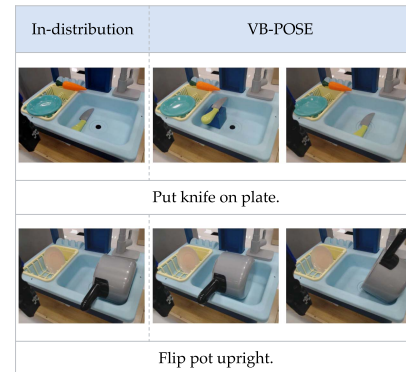 In-distribution VB-POSE
Put knife on plate.
Flip pot upright.